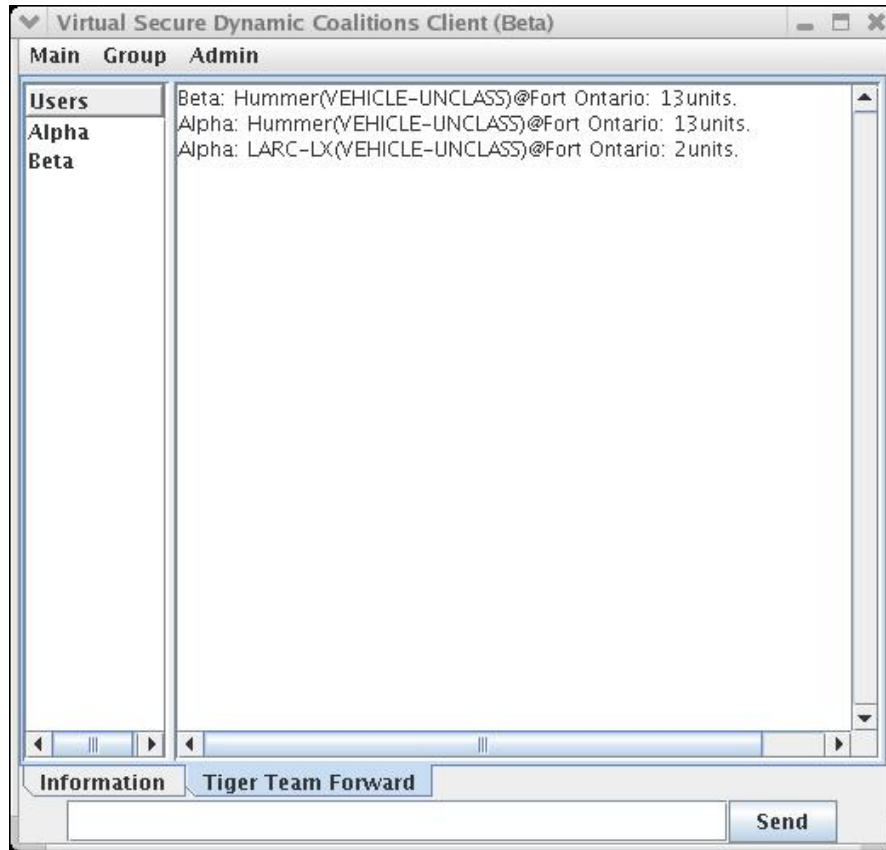 Virtual Secure Dynamic Coalitions Client (Beta)
Main Group Admin
Users
Alpha
Beta
Beta: Hummer(VEHICLE-UNCLASS)@Fort Ontario: 13units.
Alpha: Hummer(VEHICLE-UNCLASS)@Fort Ontario: 13units.
Alpha: LARC-LX(VEHICLE-UNCLASS)@Fort Ontario: 2units.
Information Tiger Team Forward
Send